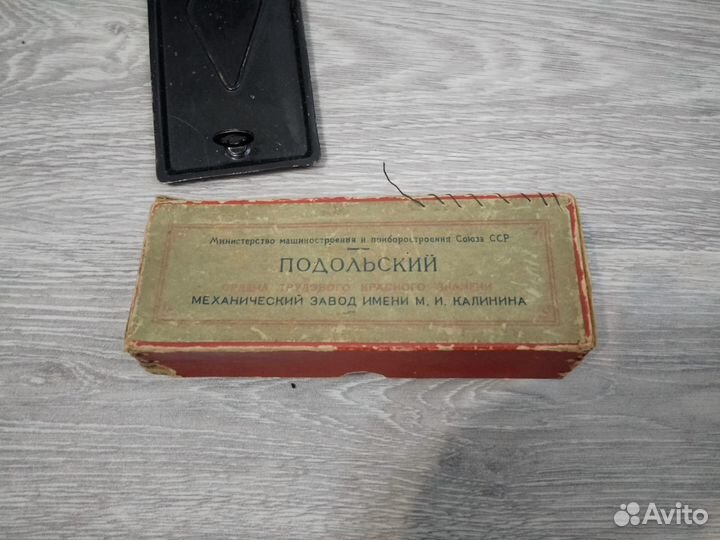 Министерство машиностроения и приборостроения Союза ССР
ПОДОЛЬСКИЙ
ОРДЕНА ТРУДОВОГО КРАСНОГО ЗНАМЕНИ
МЕХАНИЧЕСКИЙ ЗАВОД ИМЕНИ М. И. КАЛИНИНА
Avito